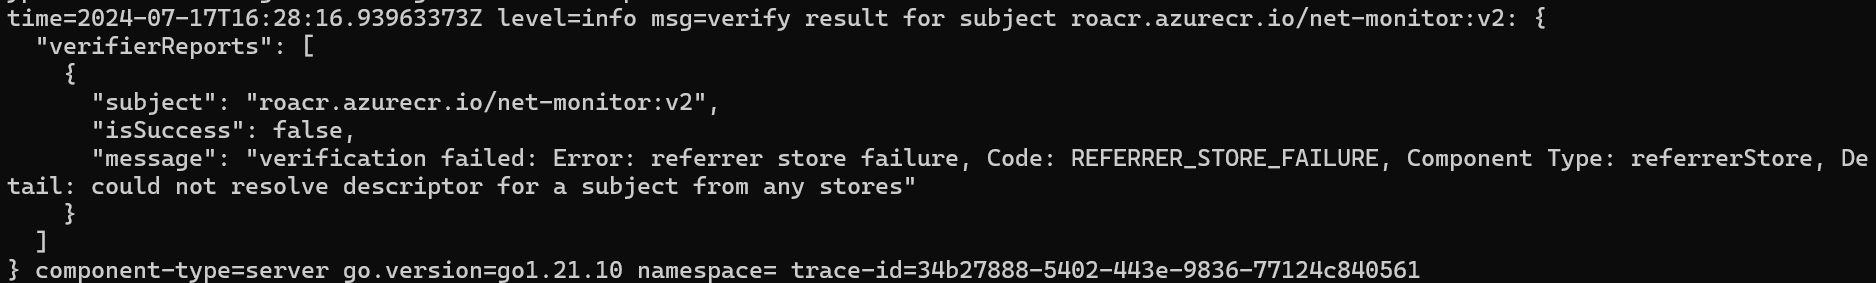 time=2024-07-17T16:28:16.93963373Z level=info msg=verify result for subject roacr.azurecr.io/net-monitor:v2: {
  "verifierReports": [
    {
      "subject": "roacr.azurecr.io/net-monitor:v2",
      "isSuccess": false,
      "message": "verification failed: Error: referrer store failure, Code: REFERRER_STORE_FAILURE, Component Type: referrerStore, De
tail: could not resolve descriptor for a subject from any stores"
    }
  ]
} component-type=server go.version=go1.21.10 namespace= trace-id=34b27888-5402-443e-9836-77124c840561